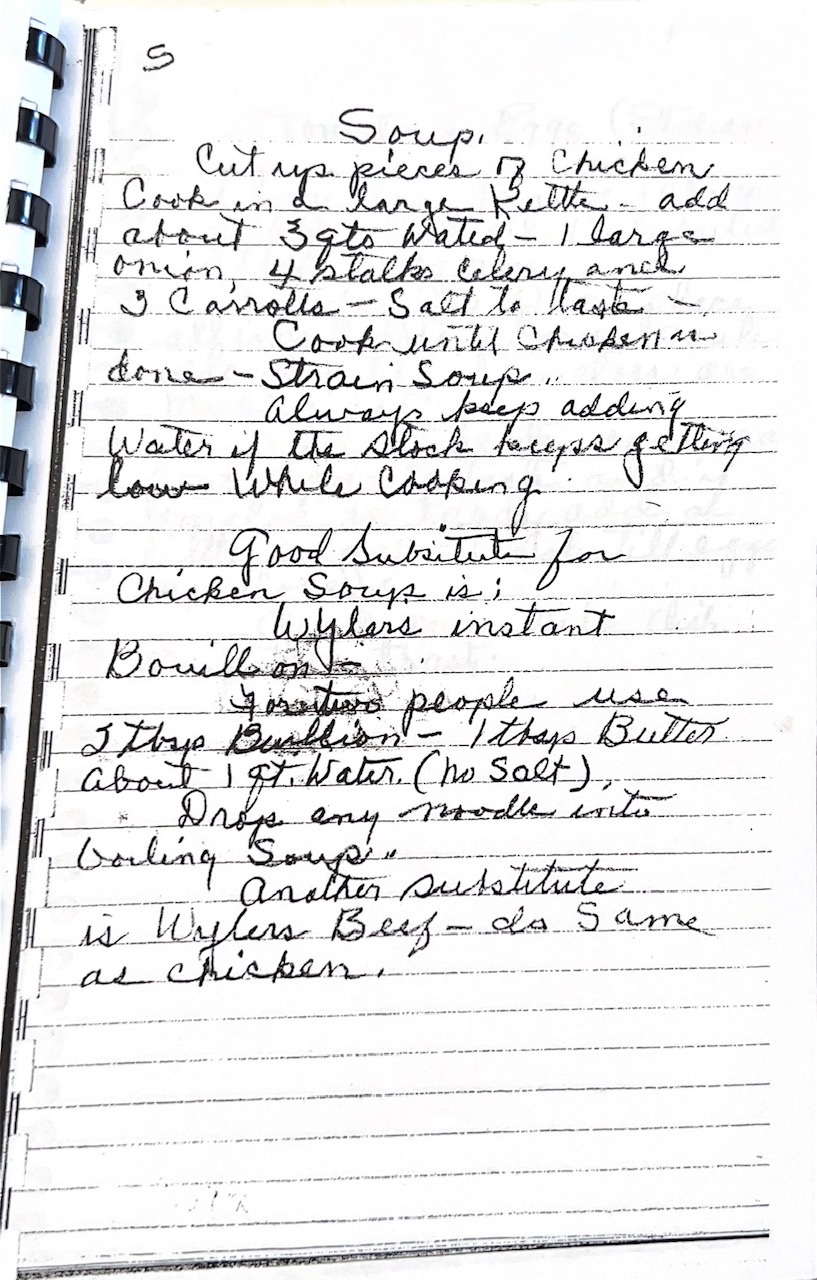 5
Soup.
Cut up pieces of Chicken
Cook in a large Kettle - add
about 3 qts Water - 1 large
onion, 4 stalks Celery and
3 Carrotts - Salt to taste -
Cook until Chicken is
done - Strain Soup..
Always keep adding
Water if the stock keeps getting
low While Cooking.
Good Subsitute for
Chicken Soup is;
Wylers instant
Bouillon -
For two people use
tbsp Bullion - 1 tbsp Butter
about 1 qt. Water. (no Salt),
Drop any noodle into
boiling Soup"
Another substitute
is Wylers Beef - do Same
as chicken.